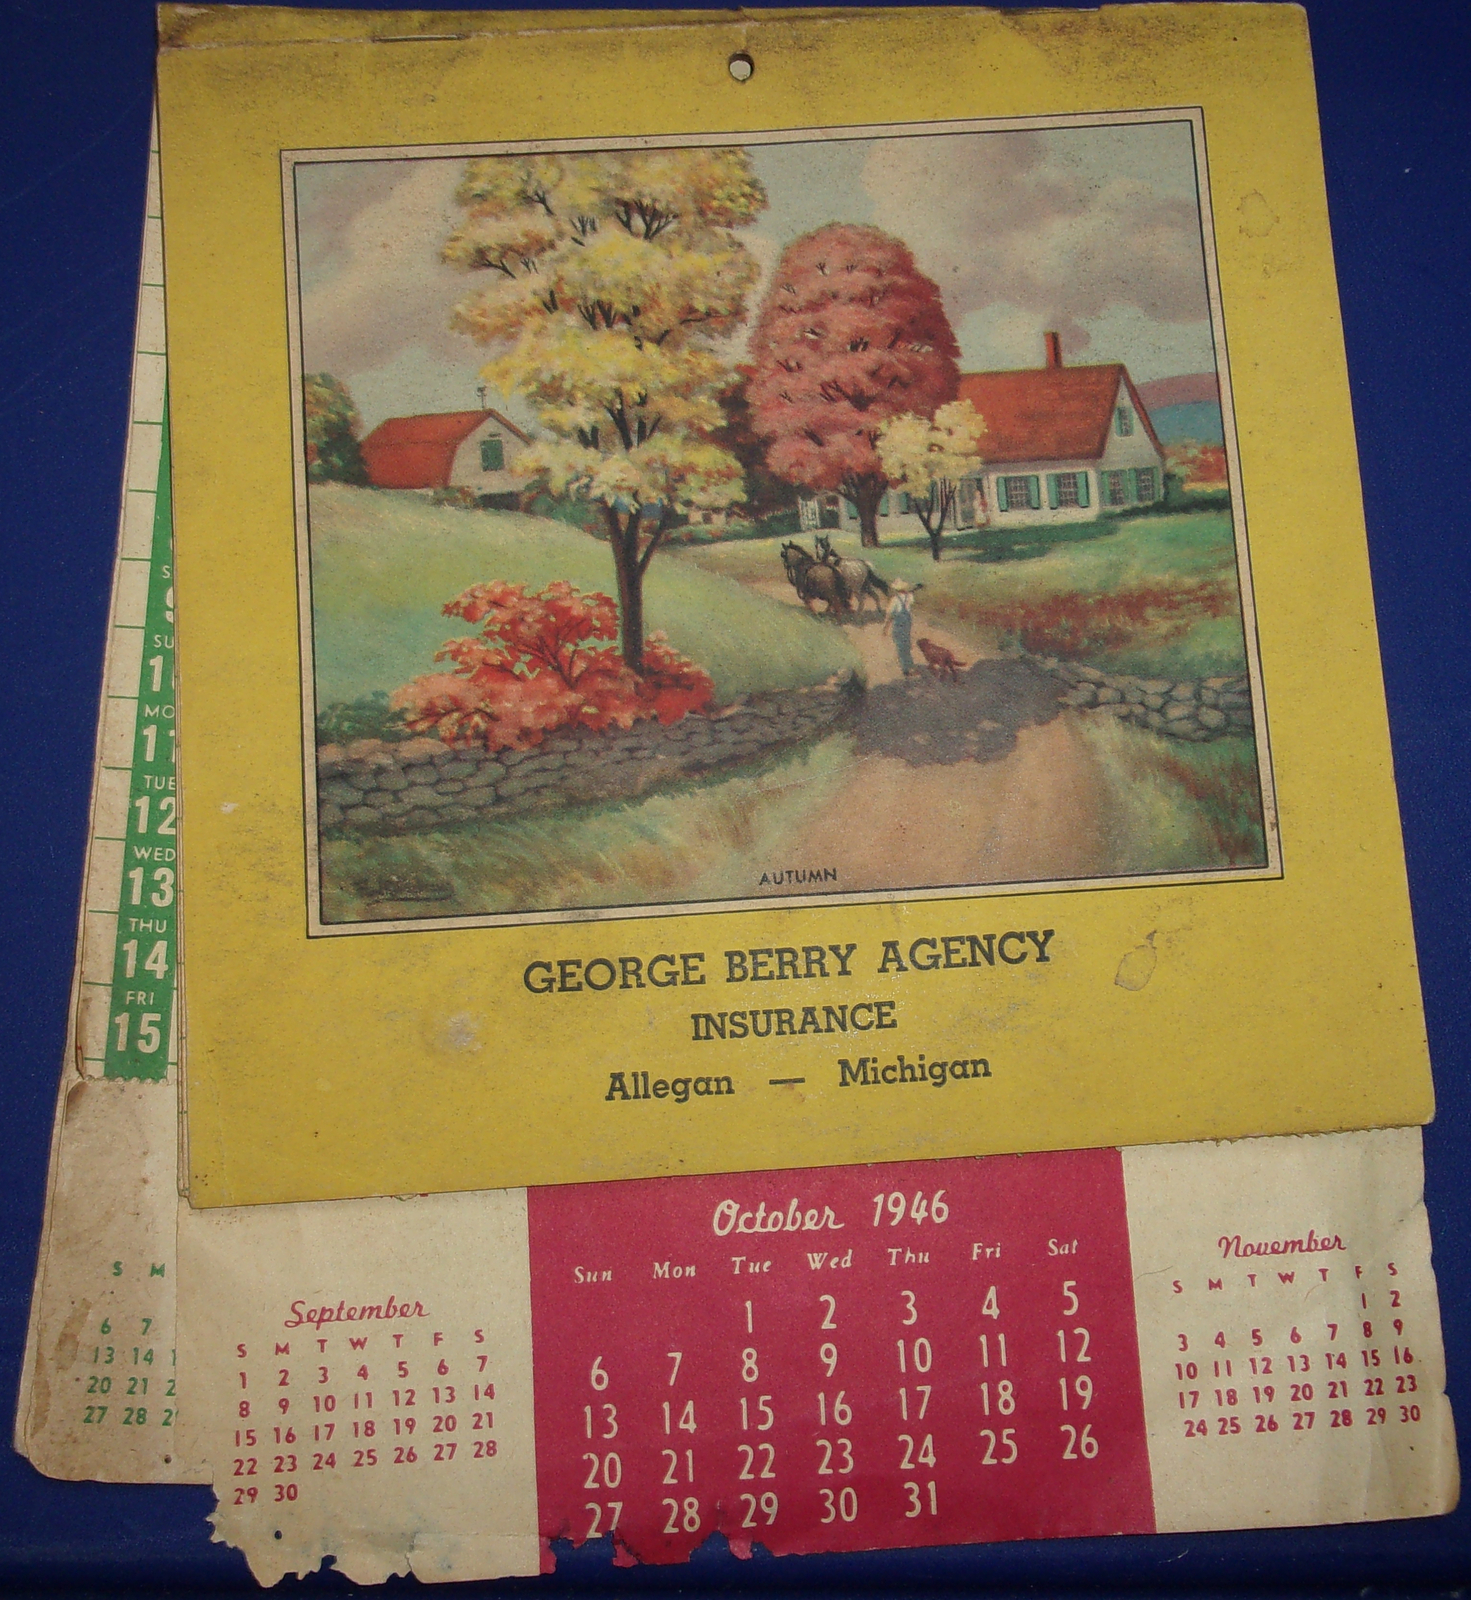 AUTUMN
GEORGE BERRY AGENCY
INSURANCE
Allegan — Michigan
October 1946
Sun Mon Tue Wed Thu Fri Sat
1 2 3 4 5
6 7 8 9 10 11 12
13 14 15 16 17 18 19
20 21 22 23 24 25 26
27 28 29 30 31
September
S M T W T F S
1 2 3 4 5 6 7
8 9 10 11 12 13 14
15 16 17 18 19 20 21
22 23 24 25 26 27 28
29 30
November
S M T W T F S
1 2
3 4 5 6 7 8 9
10 11 12 13 14 15 16
17 18 19 20 21 22 23
24 25 26 27 28 29 30
TUE
12
WED
13
THU
14
FRI
15
S M
6 7
13 14
20 21
27 28